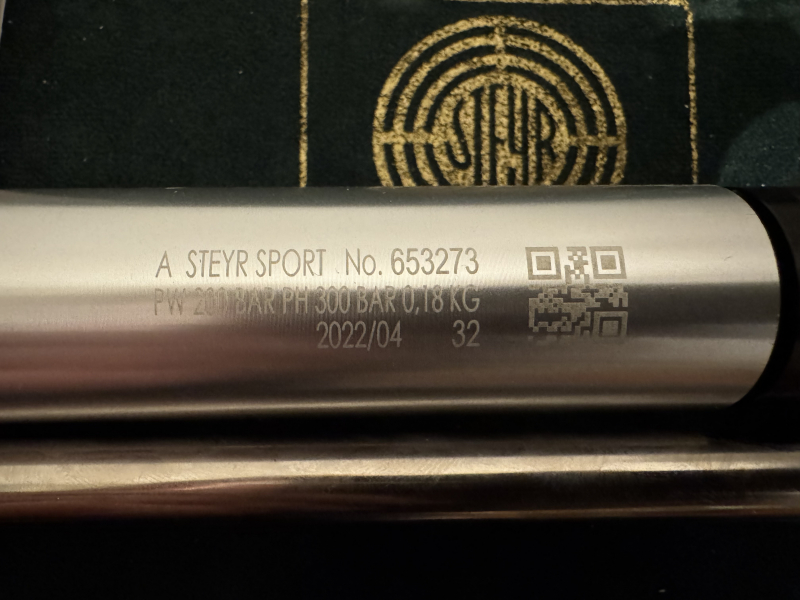 STEYR
A STEYR SPORT No. 653273
PW 200 BAR PH 300 BAR 0,18 KG
2022/04 32